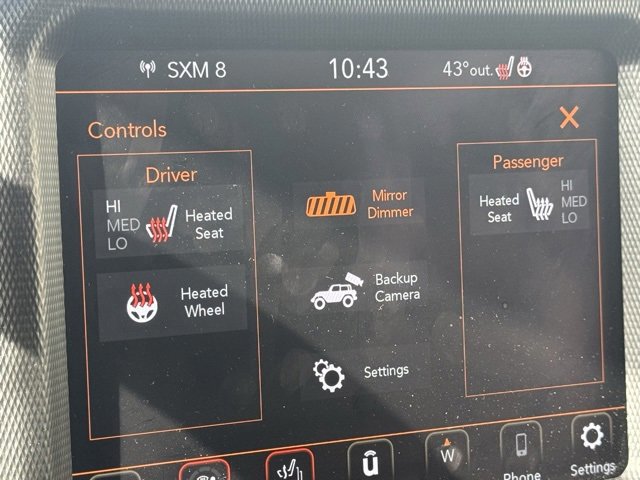 SXM 8 10:43 43°out.
Controls
Driver
HI
MED
LO
Heated
Seat
Heated
Wheel
Mirror
Dimmer
Backup
Camera
Settings
Passenger
Heated
Seat
HI
MED
LO
u
W
Phone
Settings